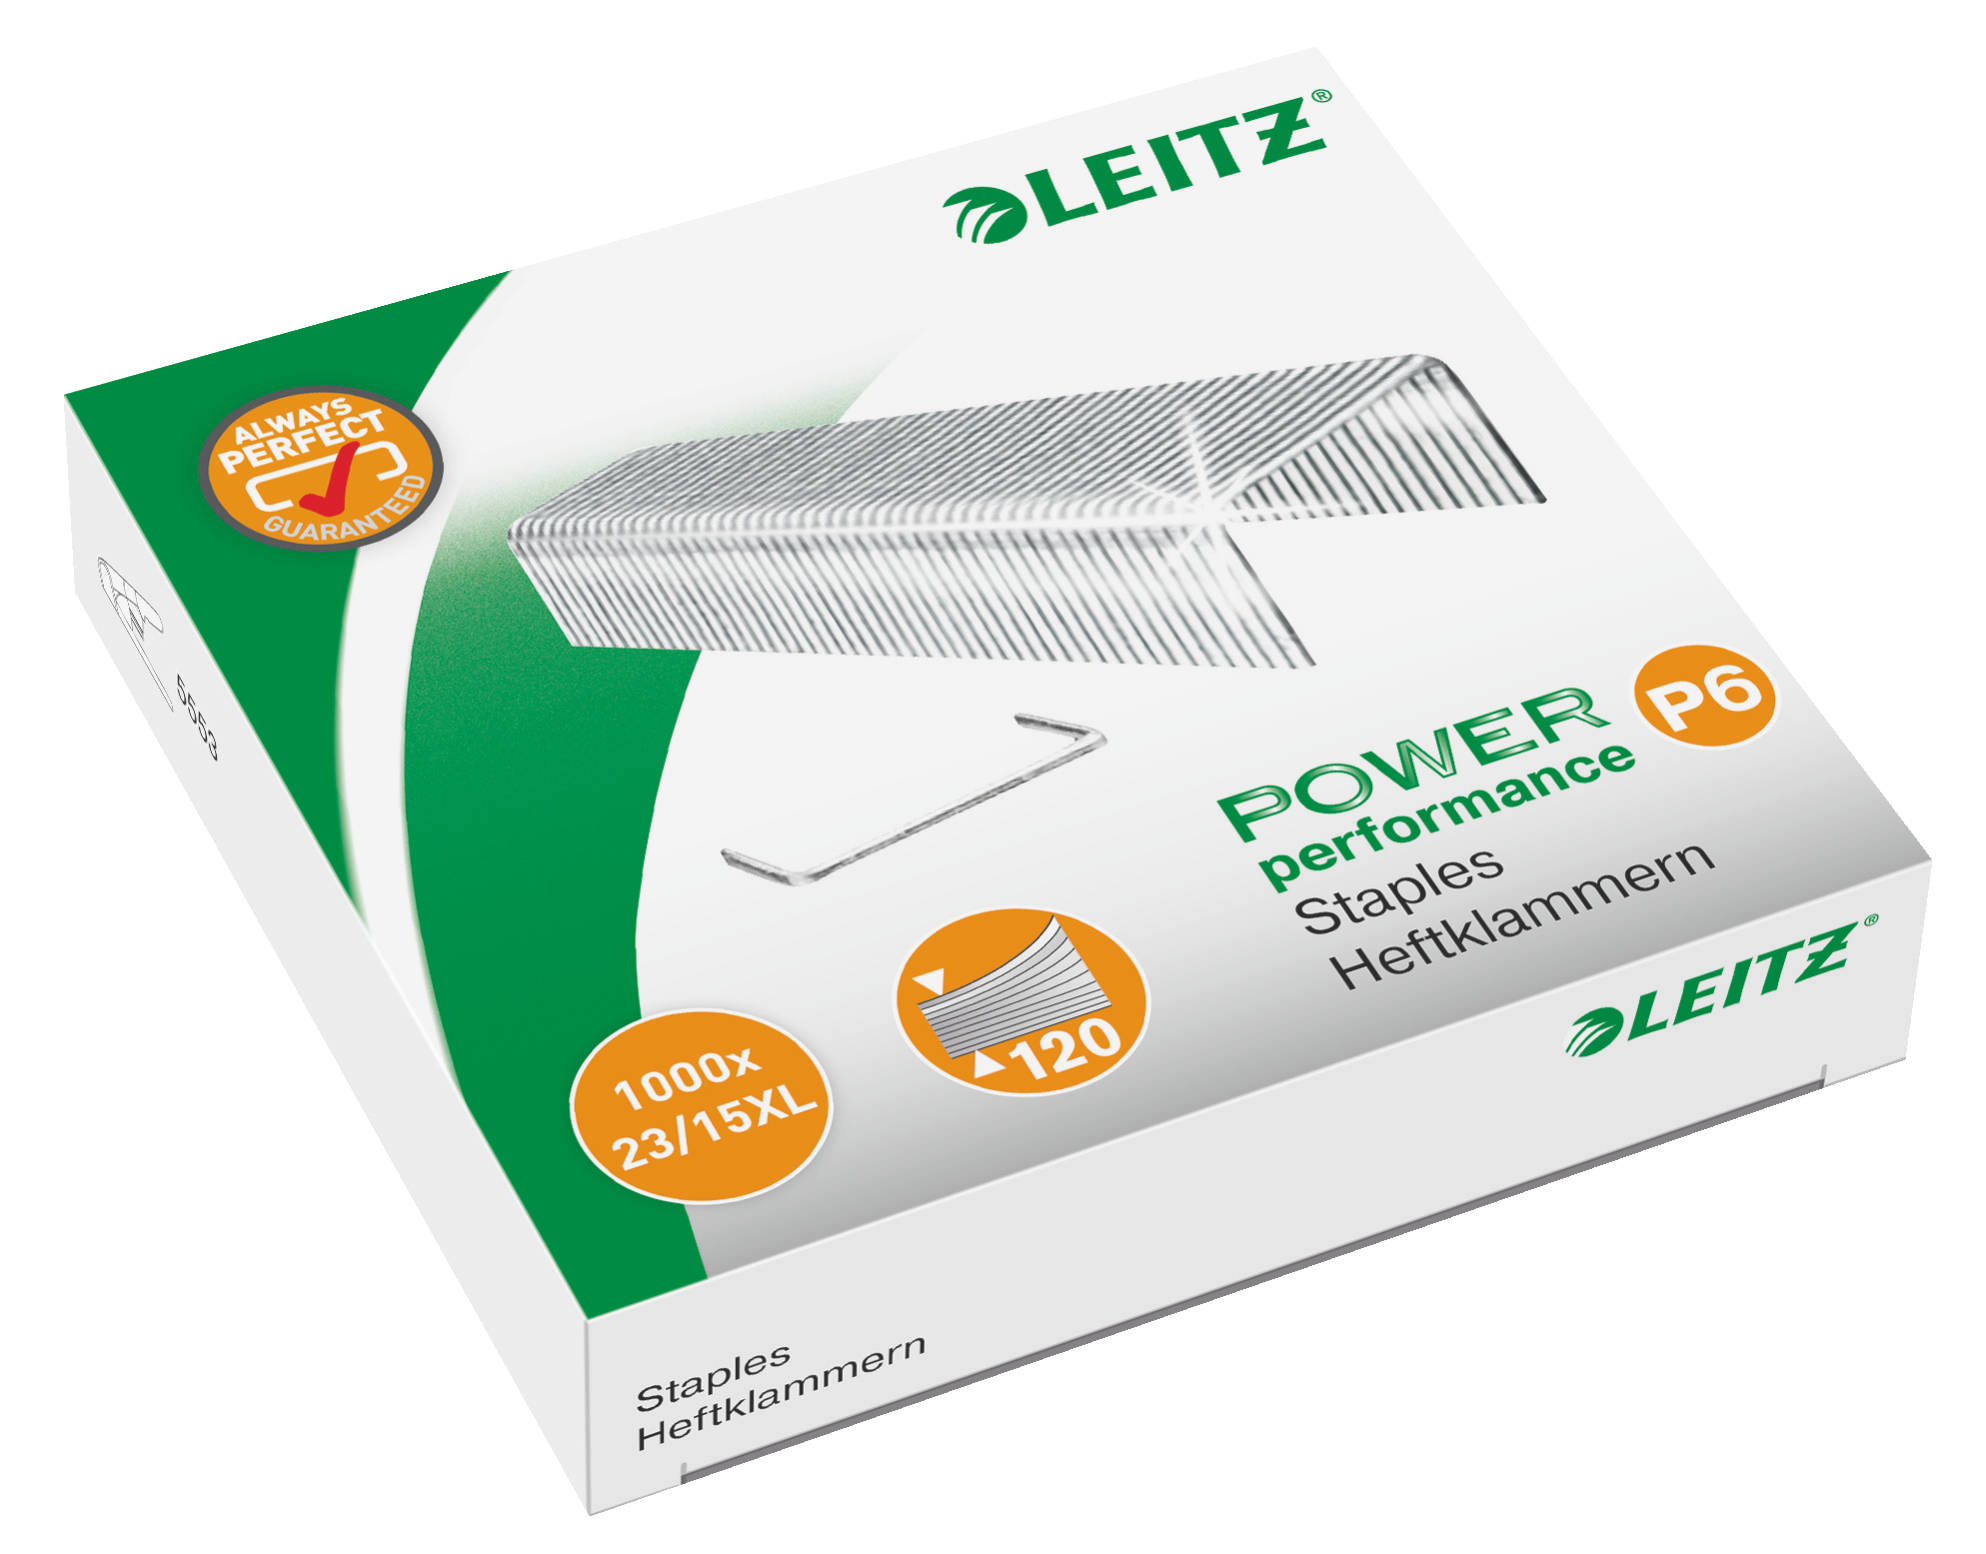 LEITZ®
ALWAYS
PERFECT
GUARANTEED
5553
P6
POWER
performance
Staples
Heftklammern
120
1000x
23/15XL
LEITZ®
Staples
Heftklammern